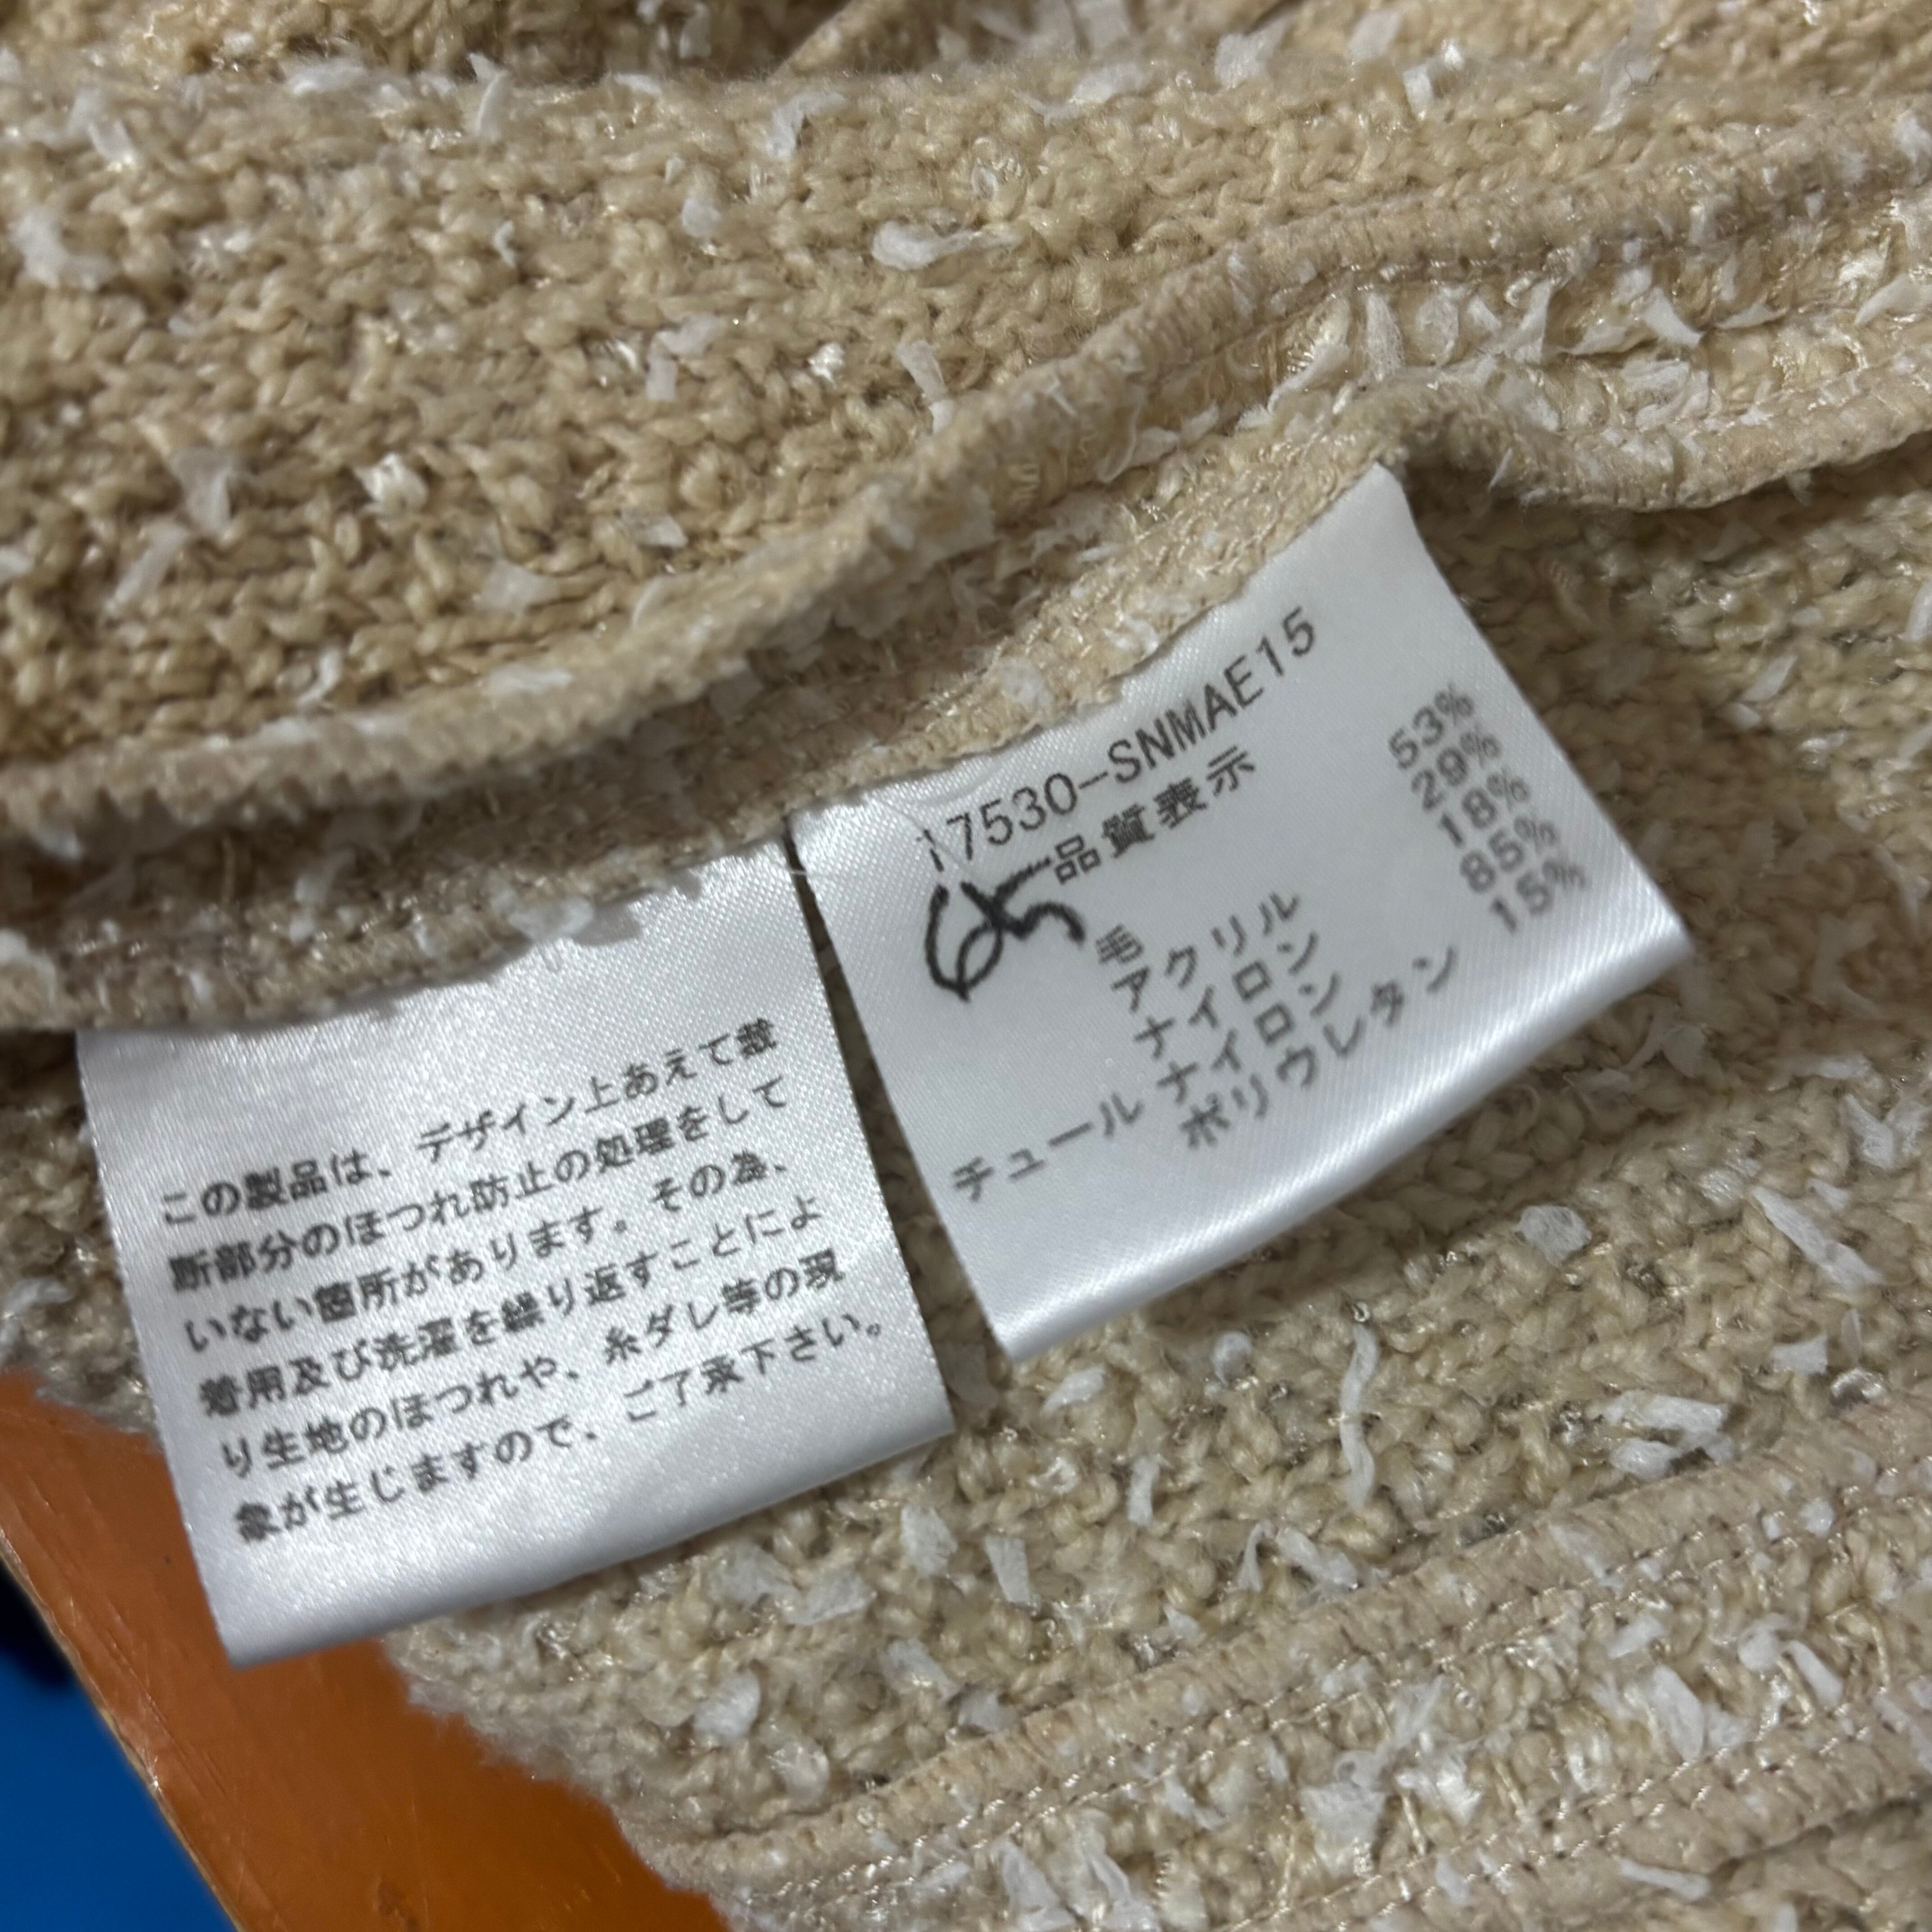 この製品は、デザイン上あえて裁
断部分のほつれ防止の処理をして
いない箇所があります。その為、
着用及び洗濯を繰り返すことによ
り生地のほつれや、糸ダレ等の現
象が生じますので、ご了承下さい。
17530-SNMAE15
品質表示
毛 53%
アクリル 29%
ナイロン 18%
チュール ナイロン 85%
ポリウレタン 15%